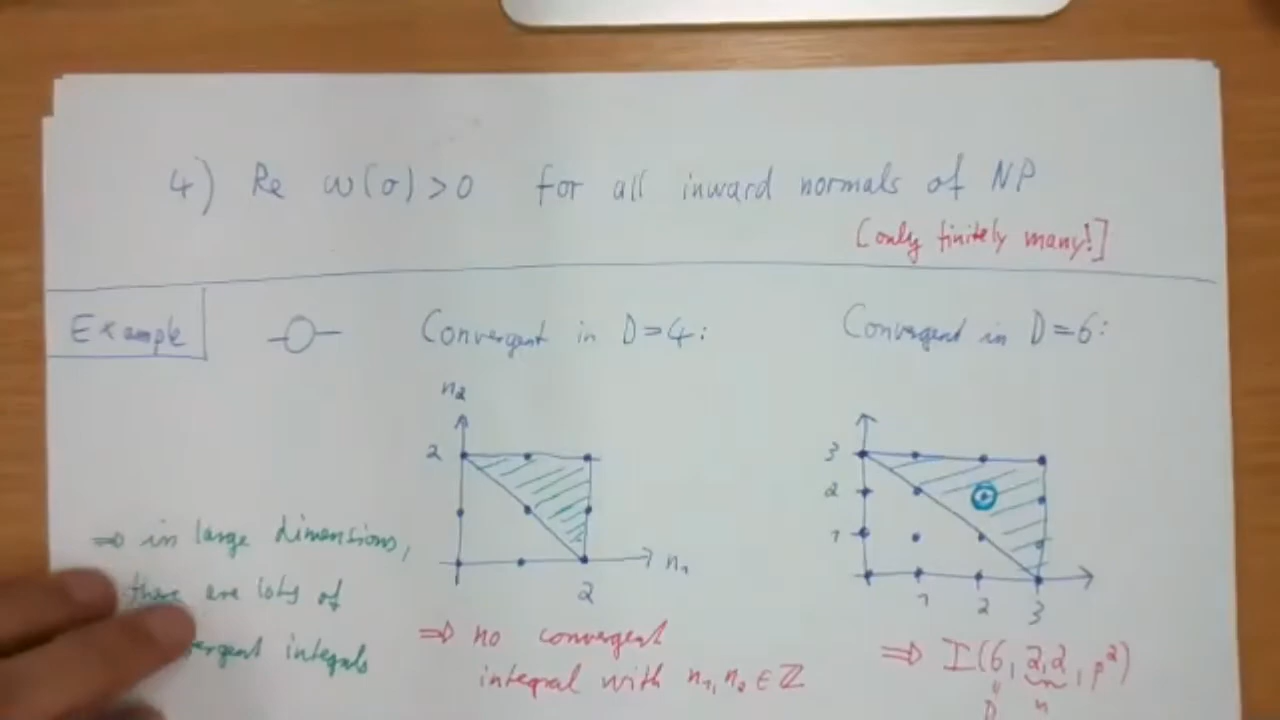 4) Re ω(σ)>0 for all inward normals of NP
[only finitely many!]
Example
Convergent in D=4:
n₂
2
n₁
2
⇒ no convergent
integral with n₁,n₂ ∈ ℤ
Convergent in D=6:
3
2
1
1 2 3
⇒ I(6, 2,2, p²)
D n
⇒ in large dimensions,
there are lots of
integrals